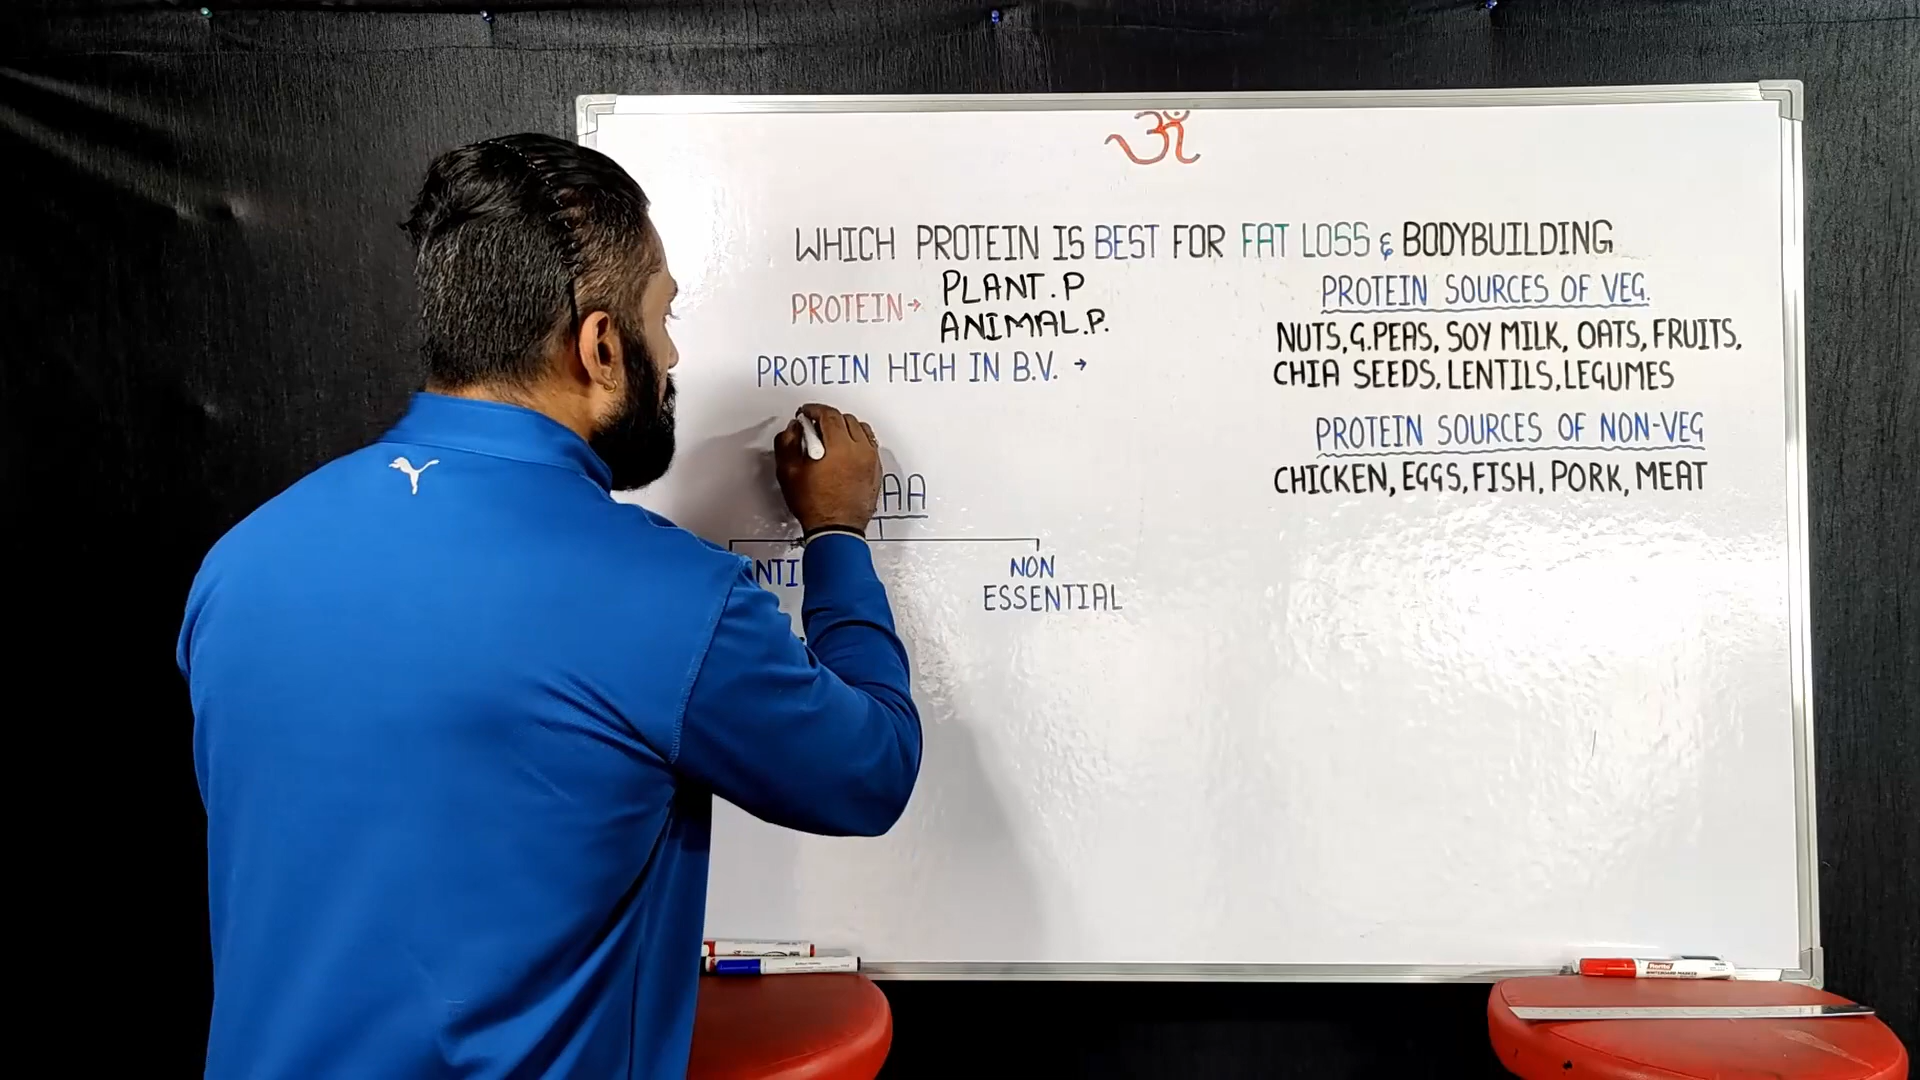 ॐ
WHICH PROTEIN IS BEST FOR FAT LOSS & BODYBUILDING
PROTEIN→ PLANT.P
ANIMAL.P.
PROTEIN HIGH IN B.V. →
AA
NON
ESSENTIAL
PROTEIN SOURCES OF VEG.
NUTS, G.PEAS, SOY MILK, OATS, FRUITS,
CHIA SEEDS, LENTILS, LEGUMES
PROTEIN SOURCES OF NON-VEG
CHICKEN, EGGS, FISH, PORK, MEAT